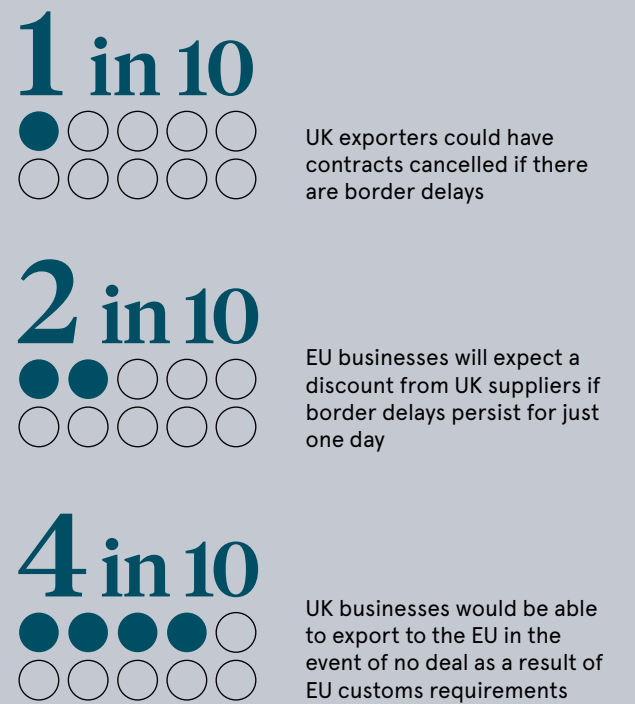 1 in 10
UK exporters could have
contracts cancelled if there
are border delays
2 in 10
EU businesses will expect a
discount from UK suppliers if
border delays persist for just
one day
4 in 10
UK businesses would be able
to export to the EU in the
event of no deal as a result of
EU customs requirements